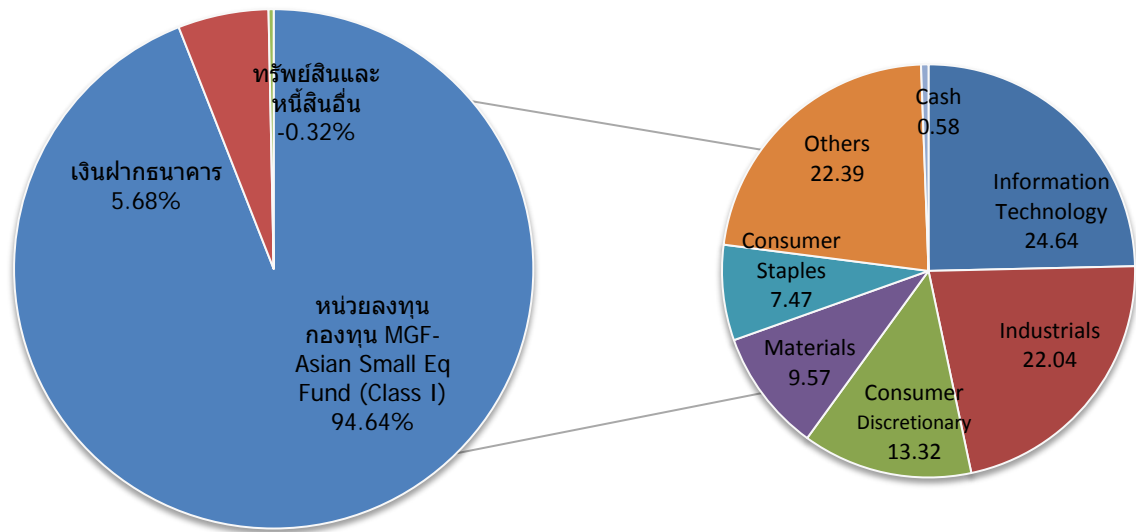 ทรัพย์สินและ
หนี้สินอื่น
-0.32%
เงินฝากธนาคาร
5.68%
หน่วยลงทุน
กองทุน MGF-
Asian Small Eq
Fund (Class I)
94.64%
Cash
0.58
Others
22.39
Information
Technology
24.64
Consumer
Staples
7.47
Industrials
22.04
Materials
9.57
Consumer
Discretionary
13.32